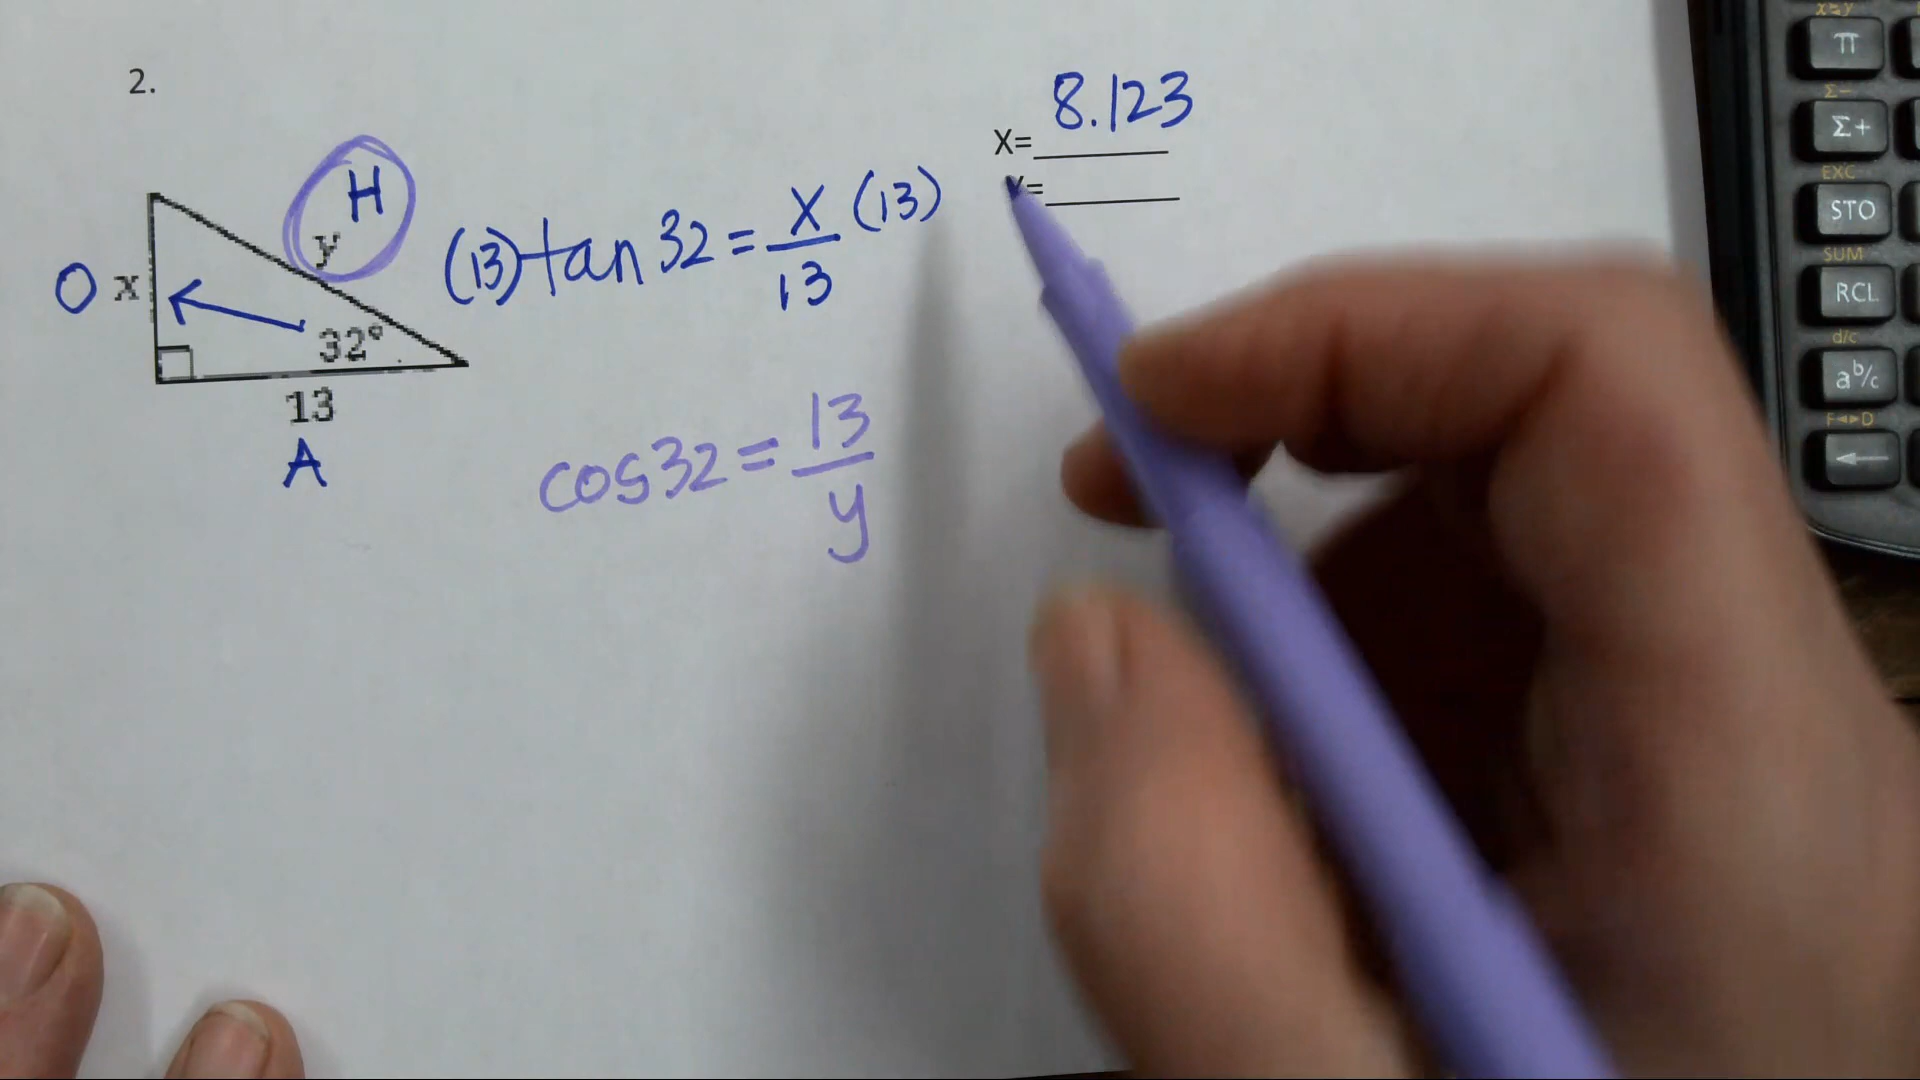 2.
8.123
X=
Y=
H
y
(13) tan 32 = X/13 (13)
O x
32°
13
A
cos 32 = 13/y
x⇆y
π
Σ−
Σ+
EXC
STO
SUM
RCL
d/c
a b/c
F◄►D
←